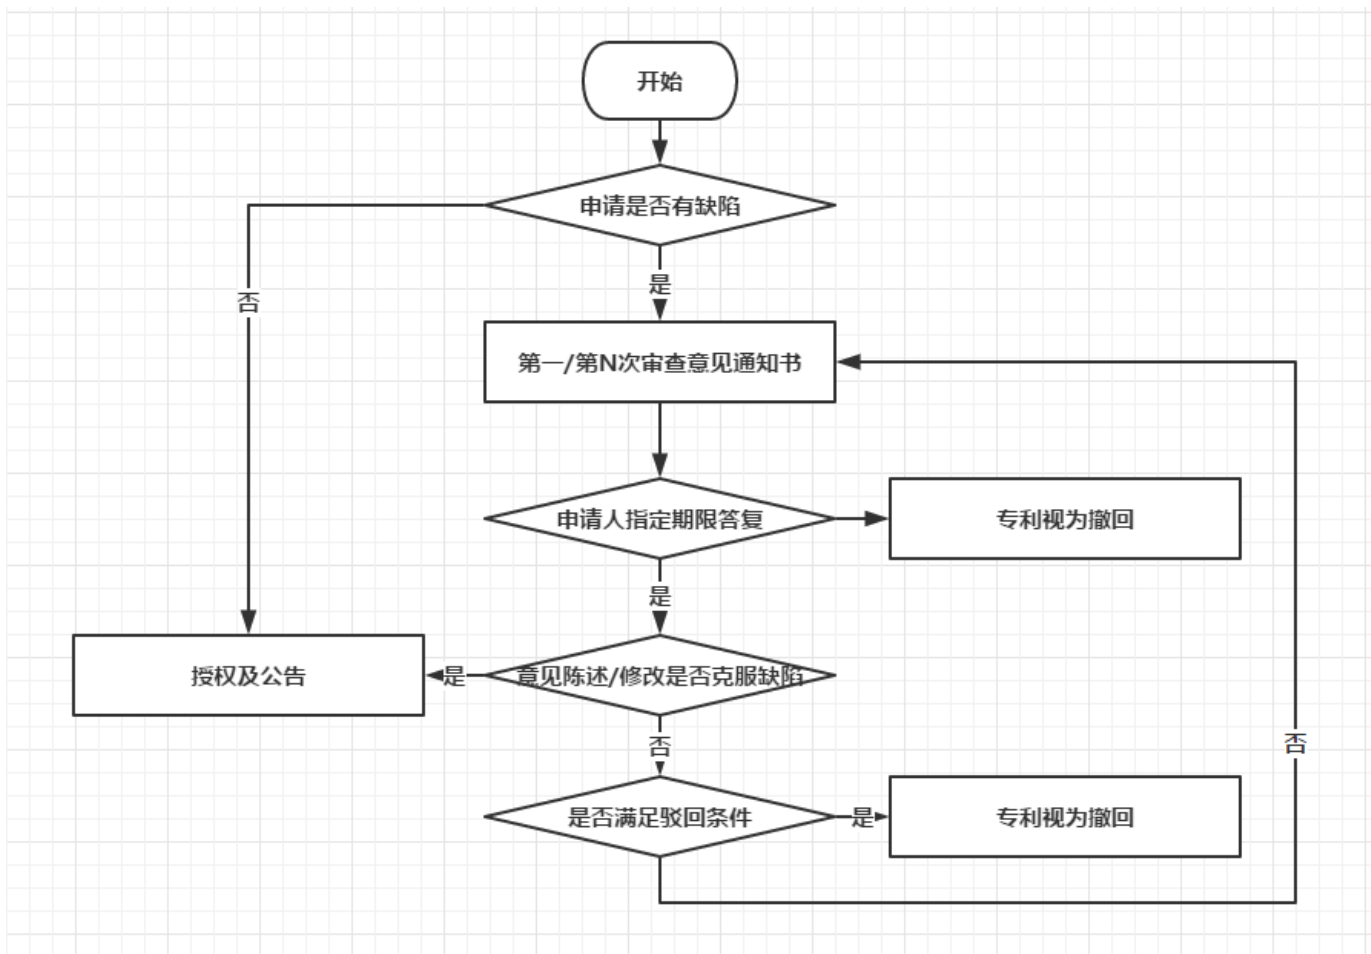 开始
申请是否有缺陷
是
否
第一/第N次审查意见通知书
申请人指定期限答复
专利视为撤回
是
授权及公告
是
意见陈述/修改是否克服缺陷
否
否
是否满足驳回条件
是
专利视为撤回